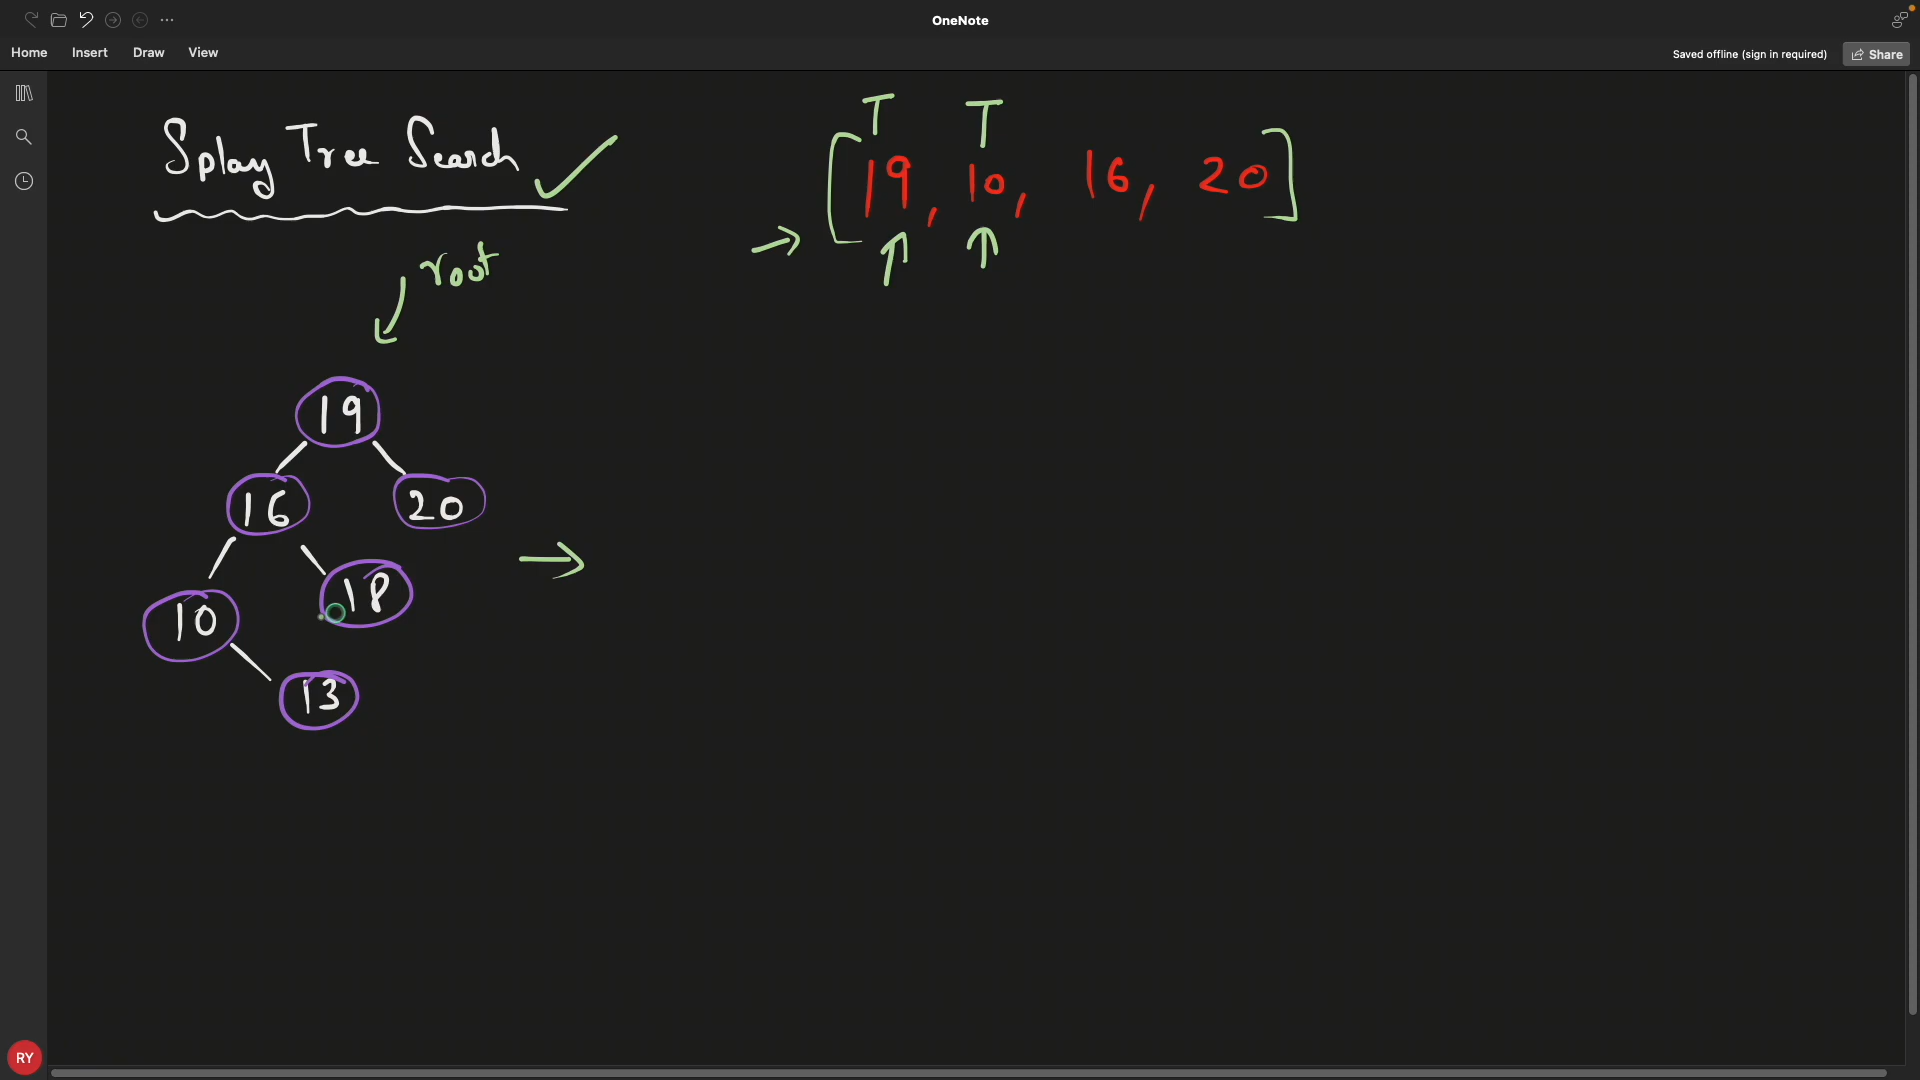 OneNote
Home Insert Draw View
Saved offline (sign in required) Share
Splay Tree Search
T T
[19, 10, 16, 20]
root
19
16 20
10 18
13
RY